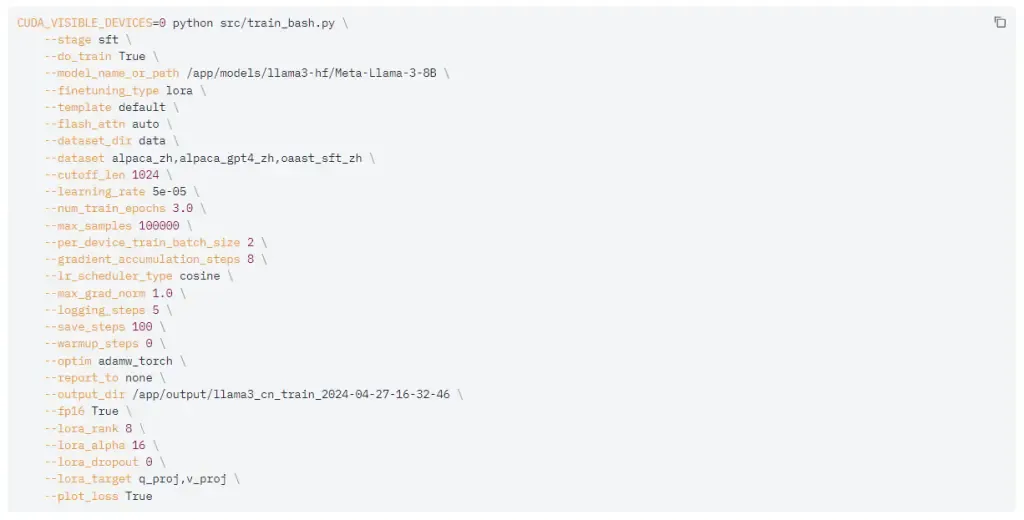 CUDA_VISIBLE_DEVICES=0 python src/train_bash.py \
    --stage sft \
    --do_train True \
    --model_name_or_path /app/models/llama3-hf/Meta-Llama-3-8B \
    --finetuning_type lora \
    --template default \
    --flash_attn auto \
    --dataset_dir data \
    --dataset alpaca_zh,alpaca_gpt4_zh,oaast_sft_zh \
    --cutoff_len 1024 \
    --learning_rate 5e-05 \
    --num_train_epochs 3.0 \
    --max_samples 100000 \
    --per_device_train_batch_size 2 \
    --gradient_accumulation_steps 8 \
    --lr_scheduler_type cosine \
    --max_grad_norm 1.0 \
    --logging_steps 5 \
    --save_steps 100 \
    --warmup_steps 0 \
    --optim adamw_torch \
    --report_to none \
    --output_dir /app/output/llama3_cn_train_2024-04-27-16-32-46 \
    --fp16 True \
    --lora_rank 8 \
    --lora_alpha 16 \
    --lora_dropout 0 \
    --lora_target q_proj,v_proj \
    --plot_loss True